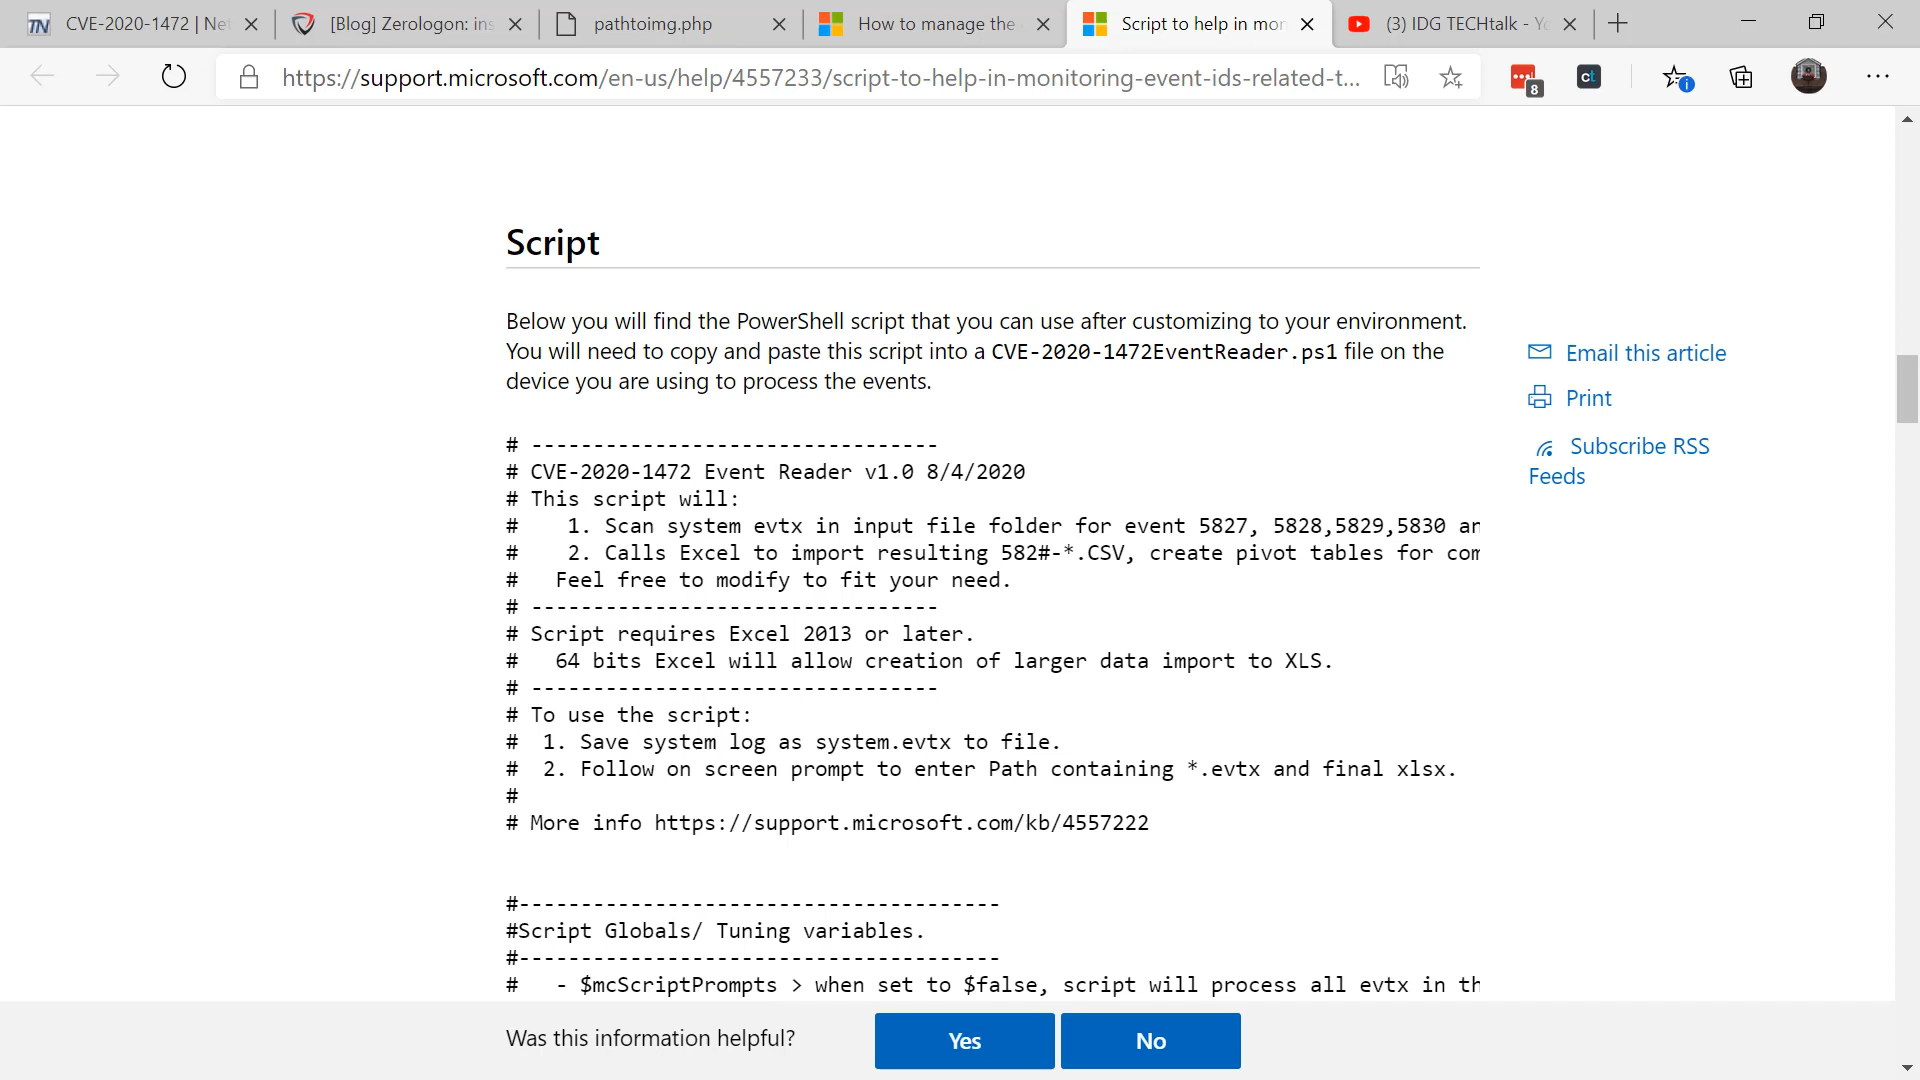 CVE-2020-1472 | Net
[Blog] Zerologon: ins
pathtoimg.php
How to manage the
Script to help in mon
(3) IDG TECHtalk - Yo
https://support.microsoft.com/en-us/help/4557233/script-to-help-in-monitoring-event-ids-related-t...
8
ct
Script
Below you will find the PowerShell script that you can use after customizing to your environment.
You will need to copy and paste this script into a CVE-2020-1472EventReader.ps1 file on the
device you are using to process the events.
Email this article
Print
Subscribe RSS
Feeds
# ---------------------------------
# CVE-2020-1472 Event Reader v1.0 8/4/2020
# This script will:
#    1. Scan system evtx in input file folder for event 5827, 5828,5829,5830 an
#    2. Calls Excel to import resulting 582#-*.CSV, create pivot tables for com
#   Feel free to modify to fit your need.
# ---------------------------------
# Script requires Excel 2013 or later.
#   64 bits Excel will allow creation of larger data import to XLS.
# ---------------------------------
# To use the script:
#  1. Save system log as system.evtx to file.
#  2. Follow on screen prompt to enter Path containing *.evtx and final xlsx.
#
# More info https://support.microsoft.com/kb/4557222
#---------------------------------------
#Script Globals/ Tuning variables.
#---------------------------------------
#   - $mcScriptPrompts > when set to $false, script will process all evtx in th
Was this information helpful?
Yes
No